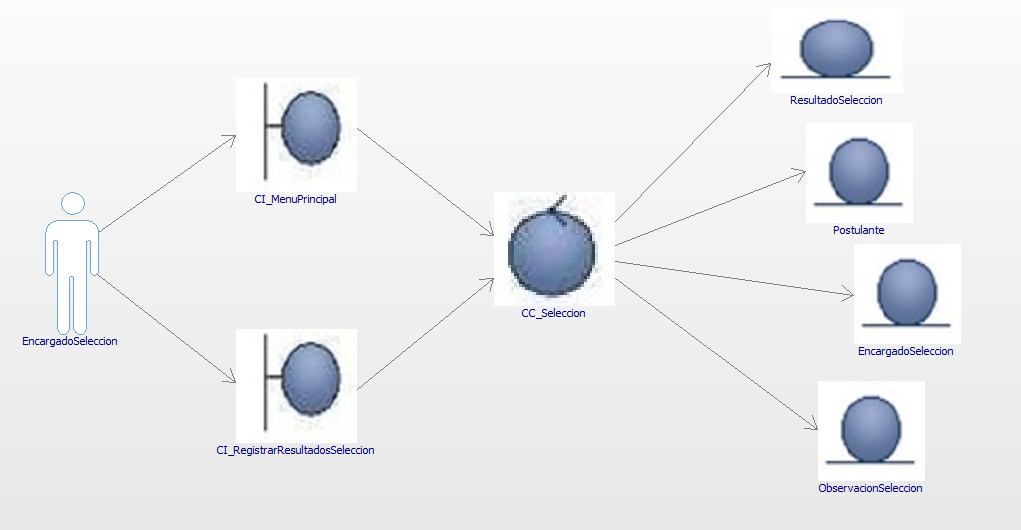 ResultadoSeleccion
CI_MenuPrincipal
Postulante
CC_Seleccion
EncargadoSeleccion
EncargadoSeleccion
CI_RegistrarResultadosSeleccion
ObservacionSeleccion